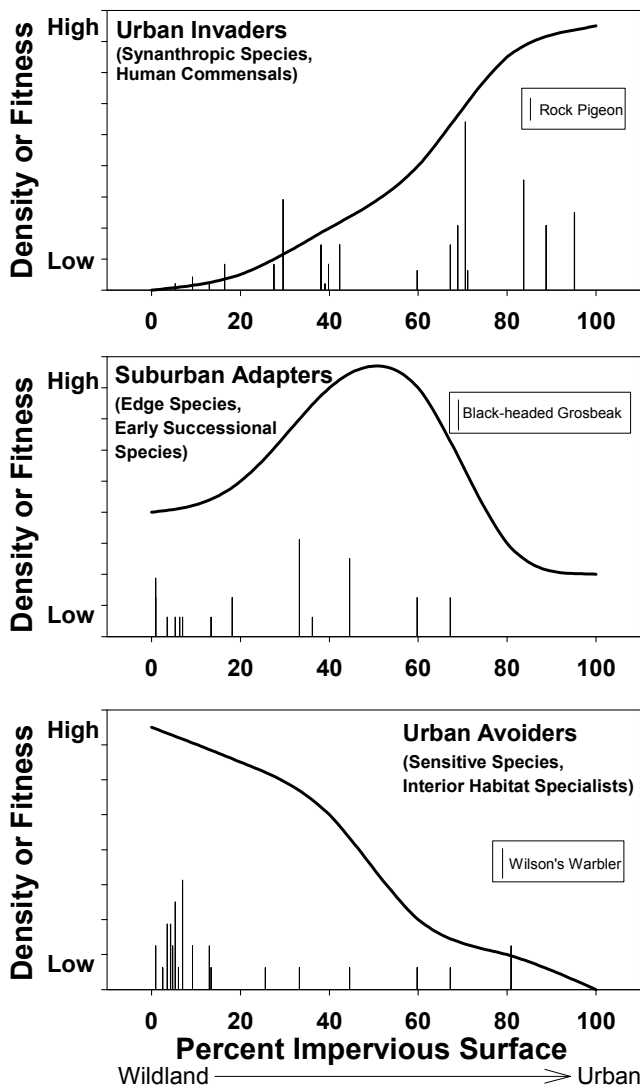 High
Urban Invaders
(Synanthropic Species,
Human Commensals)
Rock Pigeon
Density or Fitness
Low
0 20 40 60 80 100
High
Suburban Adapters
(Edge Species,
Early Successional
Species)
Black-headed Grosbeak
Density or Fitness
Low
0 20 40 60 80 100
High
Urban Avoiders
(Sensitive Species,
Interior Habitat Specialists)
Wilson's Warbler
Density or Fitness
Low
0 20 40 60 80 100
Percent Impervious Surface
Wildland Urban